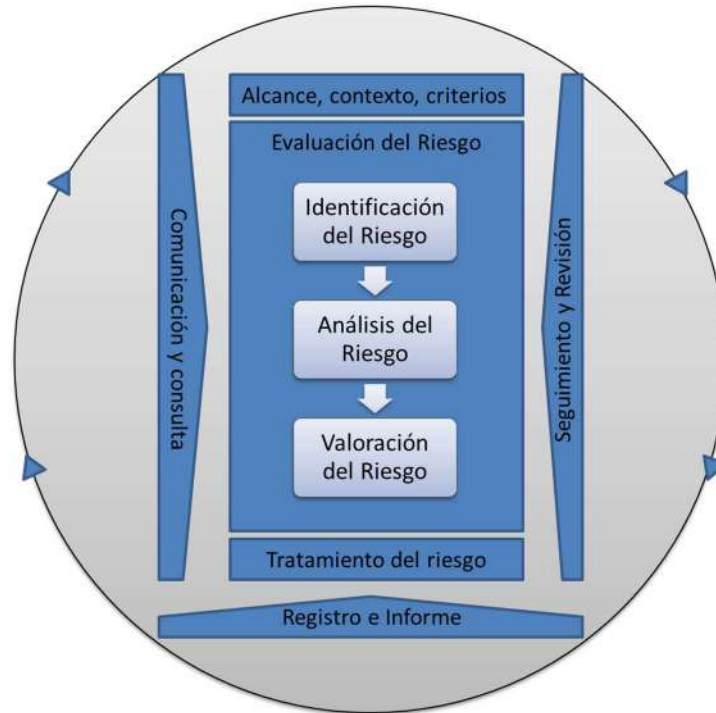 Alcance, contexto, criterios
Evaluación del Riesgo
Identificación
del Riesgo
Análisis del
Riesgo
Valoración
del Riesgo
Tratamiento del riesgo
Comunicación y consulta
Seguimiento y Revisión
Registro e Informe